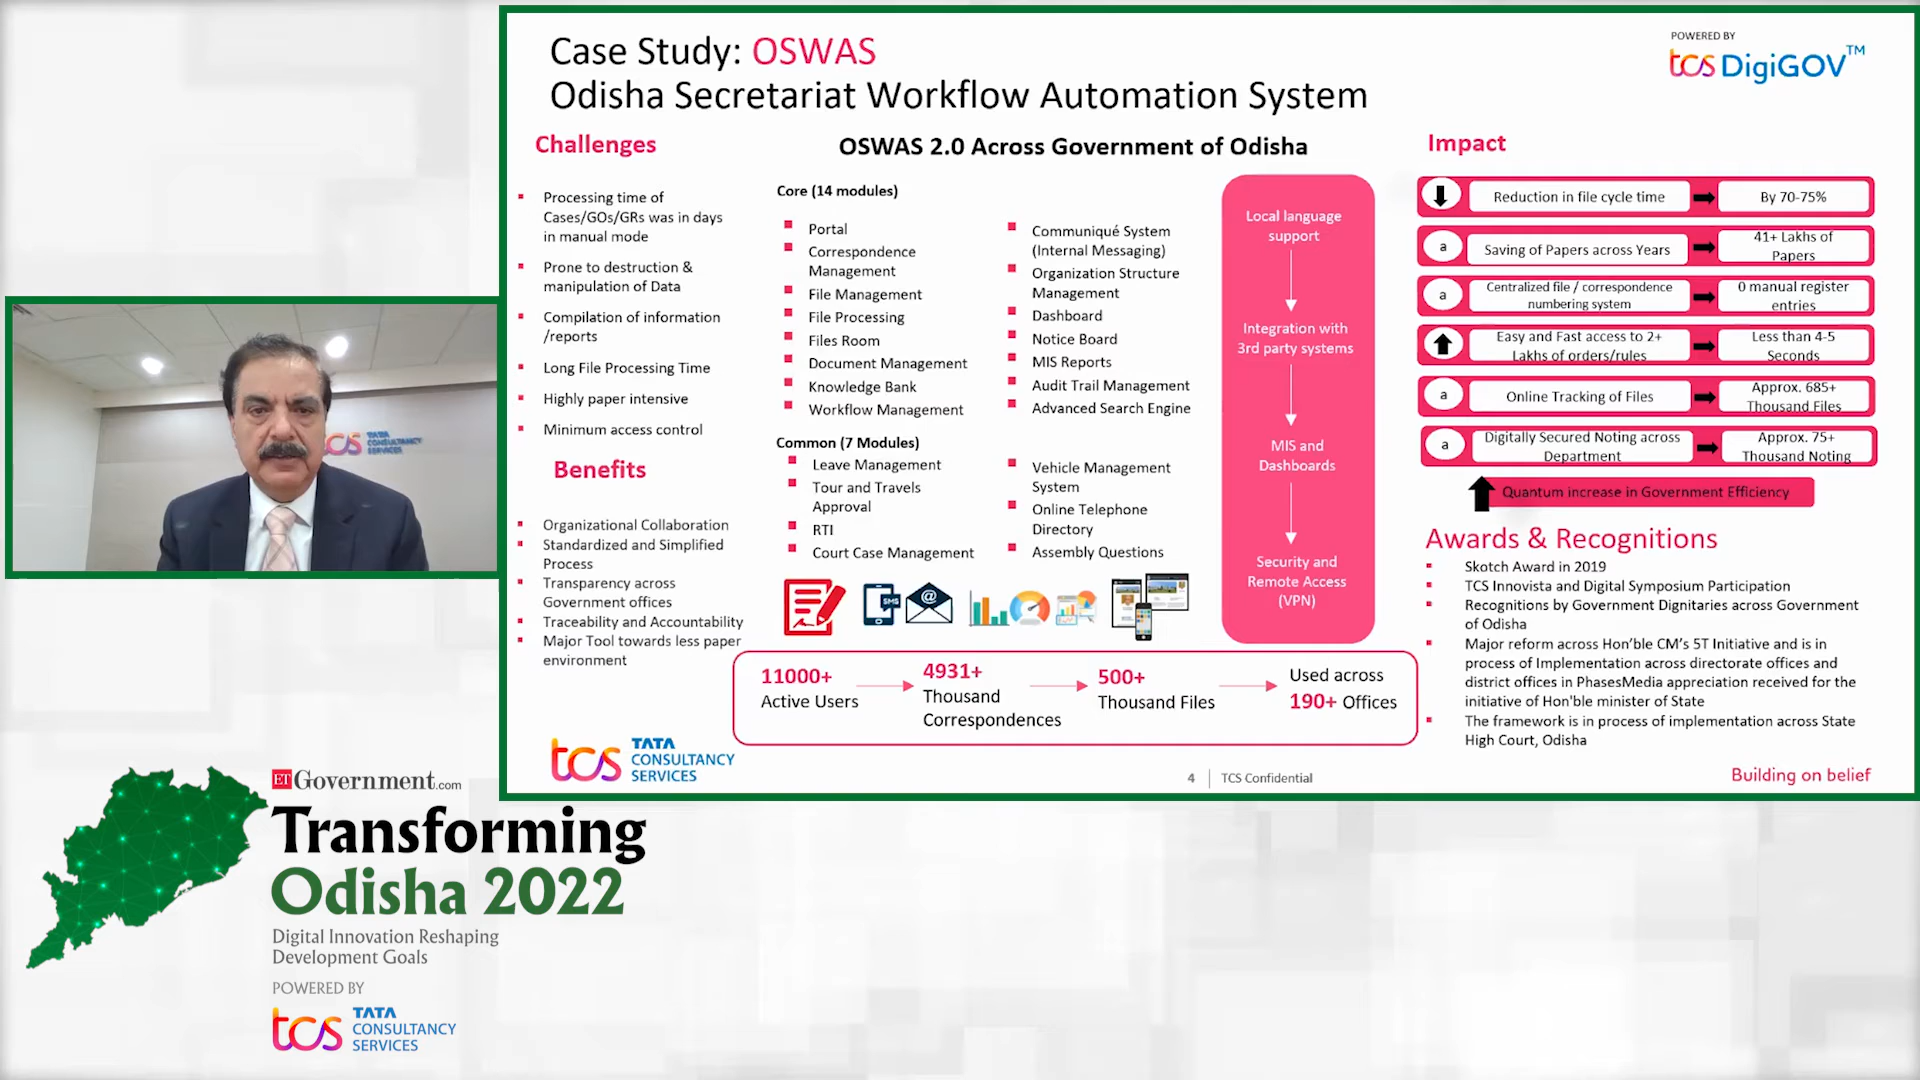 Case Study: OSWAS
Odisha Secretariat Workflow Automation System
POWERED BY
tcs DigiGOV™
Challenges
Processing time of
Cases/GOs/GRs was in days
in manual mode
Prone to destruction &
manipulation of Data
Compilation of information
/reports
Long File Processing Time
Highly paper intensive
Minimum access control
Benefits
Organizational Collaboration
Standardized and Simplified
Process
Transparency across
Government offices
Traceability and Accountability
Major Tool towards less paper
environment
OSWAS 2.0 Across Government of Odisha
Core (14 modules)
Portal
Correspondence
Management
File Management
File Processing
Files Room
Document Management
Knowledge Bank
Workflow Management
Communiqué System
(Internal Messaging)
Organization Structure
Management
Dashboard
Notice Board
MIS Reports
Audit Trail Management
Advanced Search Engine
Common (7 Modules)
Leave Management
Tour and Travels
Approval
RTI
Court Case Management
Vehicle Management
System
Online Telephone
Directory
Assembly Questions
SMS
@
Local language
support
Integration with
3rd party systems
MIS and
Dashboards
Security and
Remote Access
(VPN)
11000+
Active Users
4931+
Thousand
Correspondences
500+
Thousand Files
Used across
190+ Offices
Impact
Reduction in file cycle time
By 70-75%
a
Saving of Papers across Years
41+ Lakhs of
Papers
a
Centralized file / correspondence
numbering system
0 manual register
entries
Easy and Fast access to 2+
Lakhs of orders/rules
Less than 4-5
Seconds
a
Online Tracking of Files
Approx. 685+
Thousand Files
a
Digitally Secured Noting across
Department
Approx. 75+
Thousand Noting
Quantum increase in Government Efficiency
Awards & Recognitions
Skotch Award in 2019
TCS Innovista and Digital Symposium Participation
Recognitions by Government Dignitaries across Government
of Odisha
Major reform across Hon'ble CM's 5T Initiative and is in
process of Implementation across directorate offices and
district offices in PhasesMedia appreciation received for the
initiative of Hon'ble minister of State
The framework is in process of implementation across State
High Court, Odisha
tcs TATA
CONSULTANCY
SERVICES
4 | TCS Confidential
Building on belief
CS TATA
CONSULTANCY
SERVICES
ETGovernment.com
Transforming
Odisha 2022
Digital Innovation Reshaping
Development Goals
POWERED BY
tcs TATA
CONSULTANCY
SERVICES